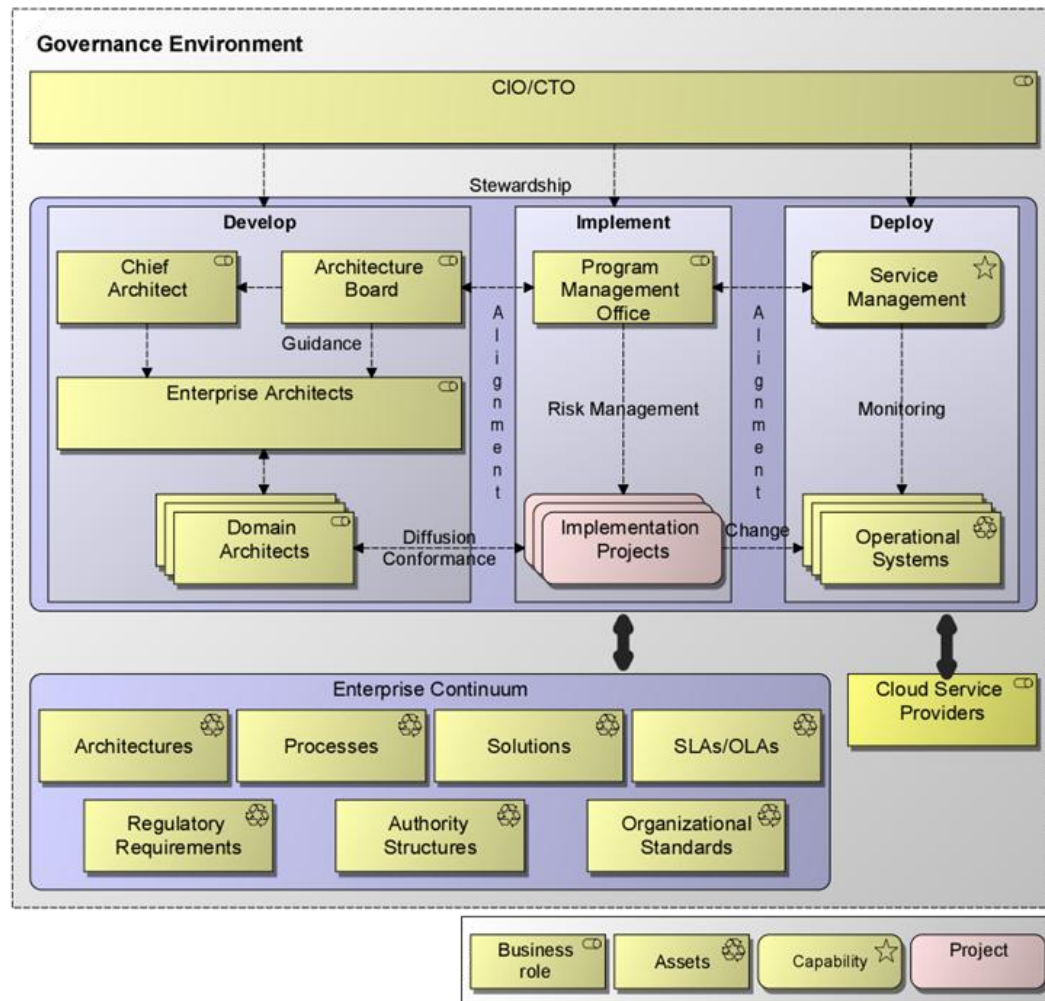 Governance Environment
CIO/CTO
Stewardship
Develop
Implement
Deploy
Chief
Architect
Architecture
Board
Program
Management
Office
Service
Management
Guidance
Alignment
Alignment
Enterprise Architects
Risk Management
Monitoring
Domain
Architects
Diffusion
Conformance
Implementation
Projects
Change
Operational
Systems
Enterprise Continuum
Cloud Service
Providers
Architectures
Processes
Solutions
SLAs/OLAs
Regulatory
Requirements
Authority
Structures
Organizational
Standards
Business
role
Assets
Capability
Project